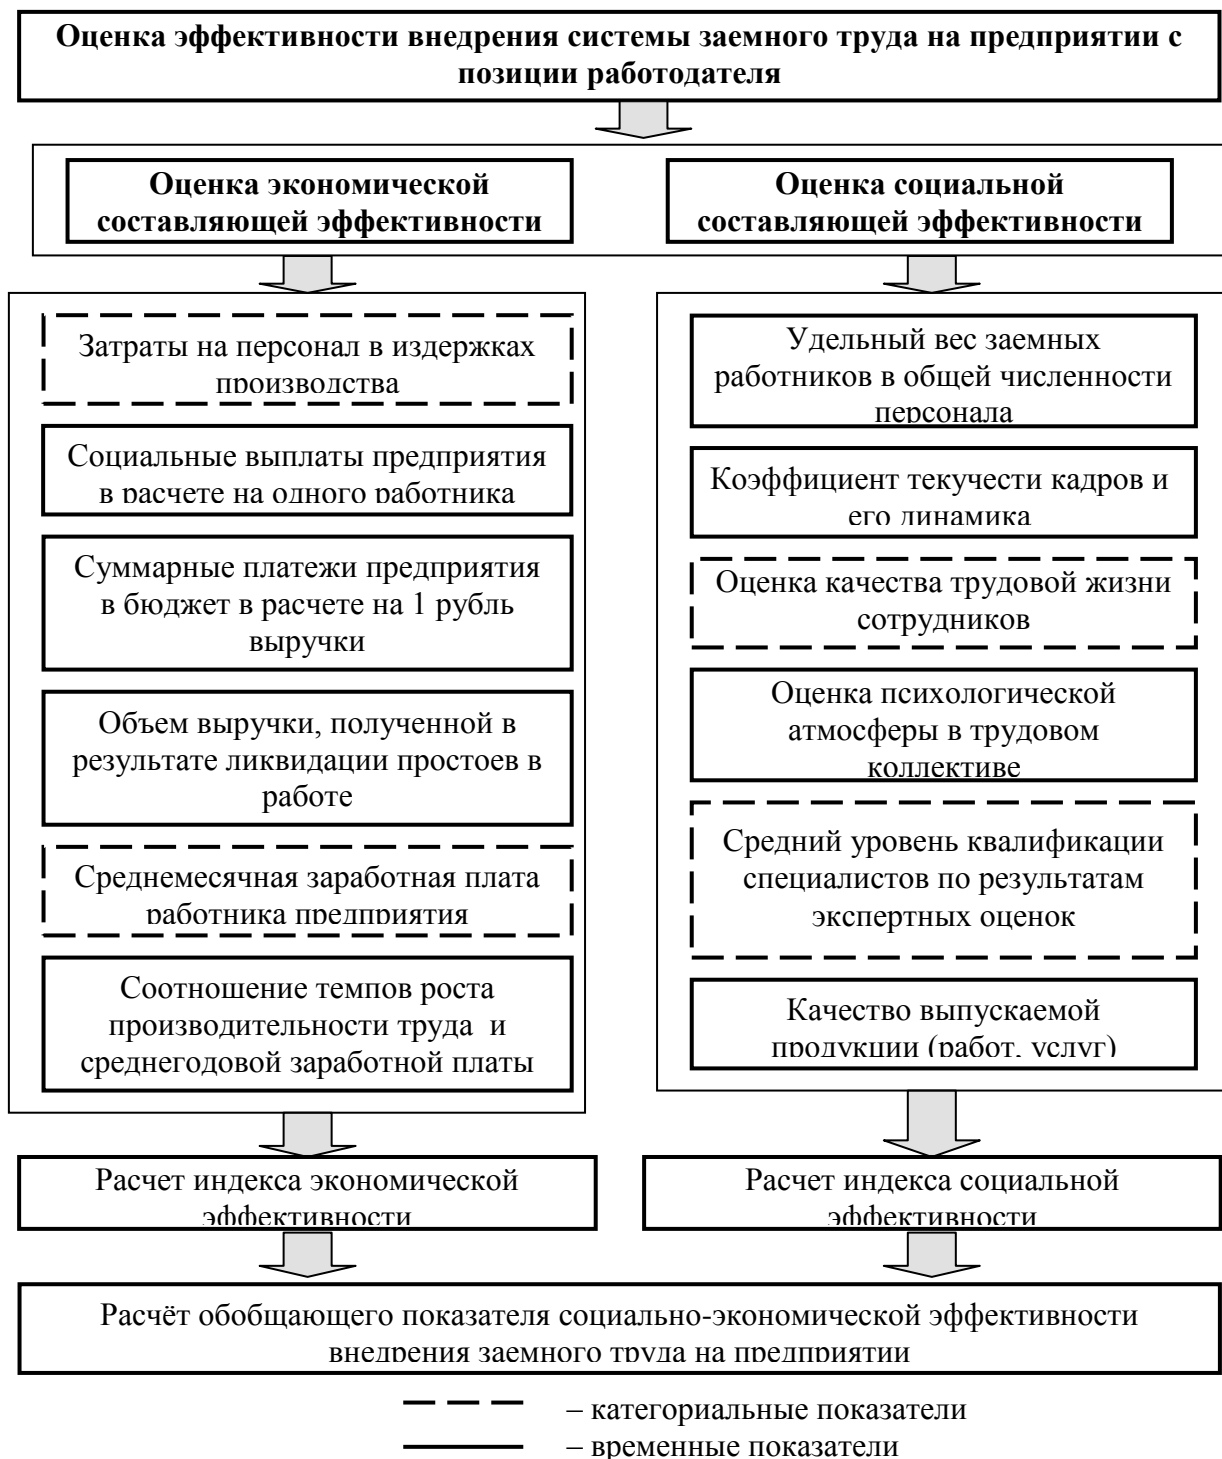 Оценка эффективности внедрения системы заемного труда на предприятии с
позиции работодателя
Оценка экономической
составляющей эффективности
Оценка социальной
составляющей эффективности
Затраты на персонал в издержках
производства
Социальные выплаты предприятия
в расчете на одного работника
Суммарные платежи предприятия
в бюджет в расчете на 1 рубль
выручки
Объем выручки, полученной в
результате ликвидации простоев в
работе
Среднемесячная заработная плата
работника предприятия
Соотношение темпов роста
производительности труда и
среднегодовой заработной платы
Удельный вес заемных
работников в общей численности
персонала
Коэффициент текучести кадров и
его динамика
Оценка качества трудовой жизни
сотрудников
Оценка психологической
атмосферы в трудовом
коллективе
Средний уровень квалификации
специалистов по результатам
экспертных оценок
Качество выпускаемой
продукции (работ, услуг)
Расчет индекса экономической
эффективности
Расчет индекса социальной
эффективности
Расчёт обобщающего показателя социально-экономической эффективности
внедрения заемного труда на предприятии
– категориальные показатели
– временные показатели